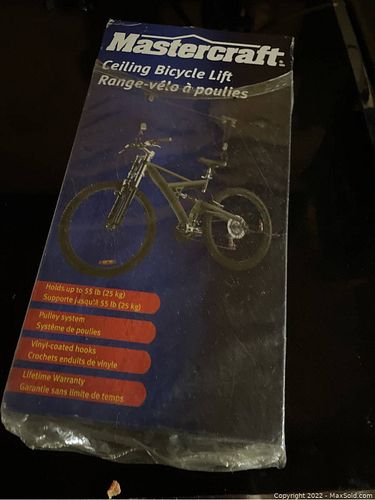 Mastercraft
Ceiling Bicycle Lift
Range-vélo à poulies
Holds up to 55 lb (25 kg)
Supporte jusqu'à 55 lb (25 kg)
Pulley system
Système de poulies
Vinyl-coated hooks
Crochets enduits de vinyle
Lifetime Warranty
Garantie sans limite de temps
Copyright 2022 - MaxSold.com